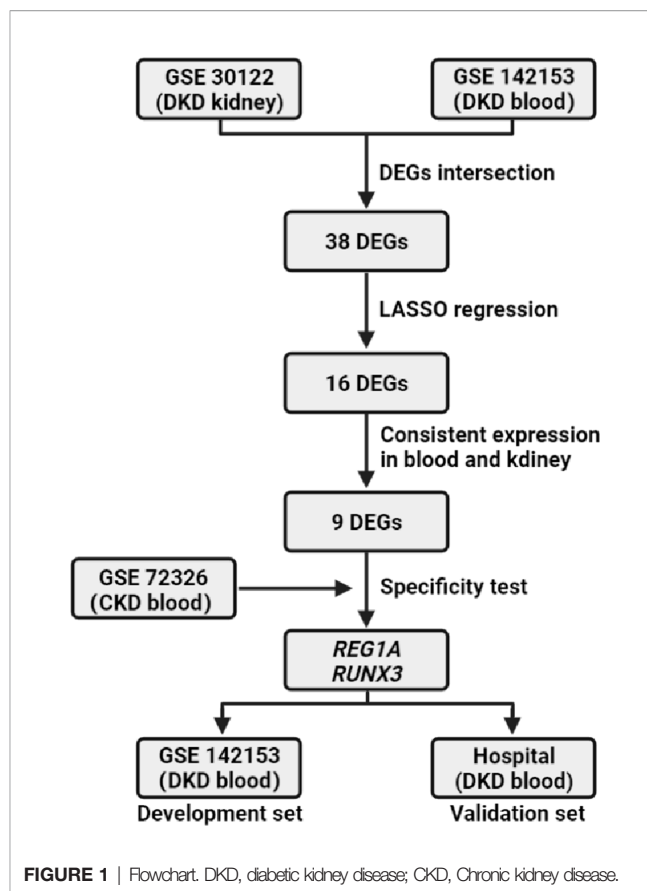 GSE 30122
(DKD kidney)
GSE 142153
(DKD blood)
DEGs intersection
38 DEGs
LASSO regression
16 DEGs
Consistent expression
in blood and kdiney
9 DEGs
GSE 72326
(CKD blood)
Specificity test
REG1A
RUNX3
GSE 142153
(DKD blood)
Development set
Hospital
(DKD blood)
Validation set
FIGURE 1 | Flowchart. DKD, diabetic kidney disease; CKD, Chronic kidney disease.